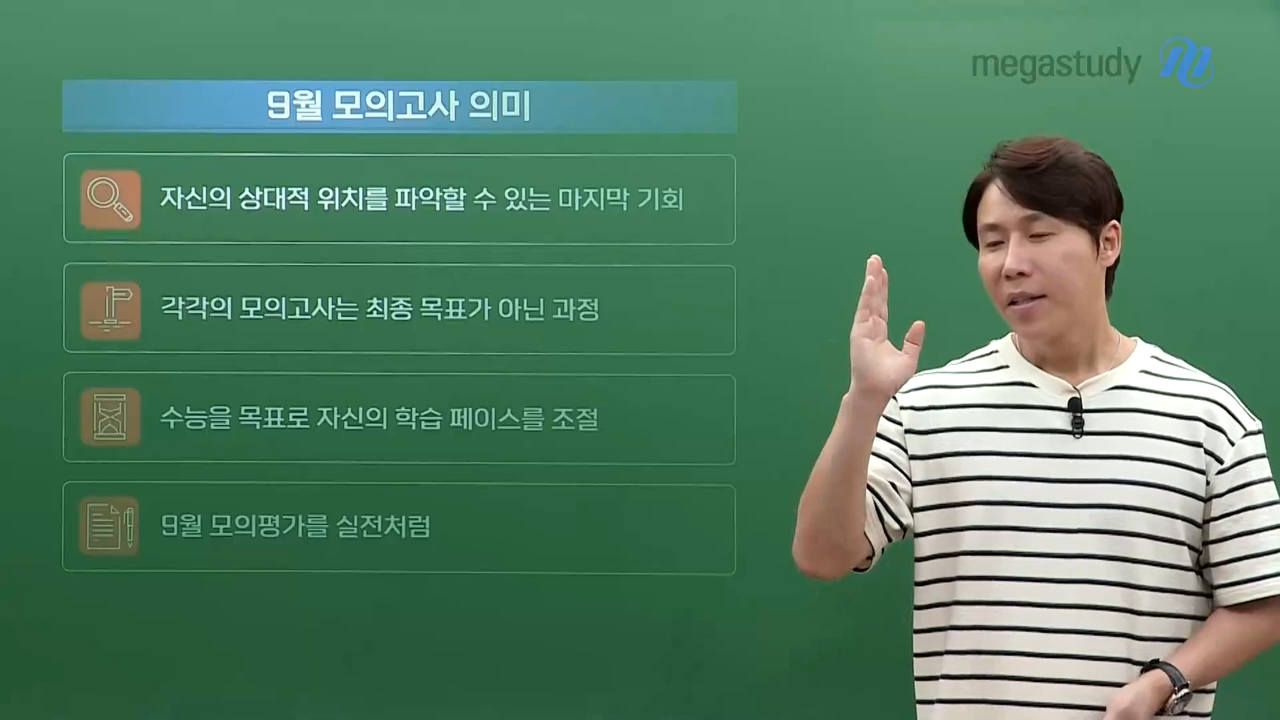 megastudy
9월 모의고사 의미
자신의 상대적 위치를 파악할 수 있는 마지막 기회
각각의 모의고사는 최종 목표가 아닌 과정
수능을 목표로 자신의 학습 페이스를 조절
9월 모의평가를 실전처럼